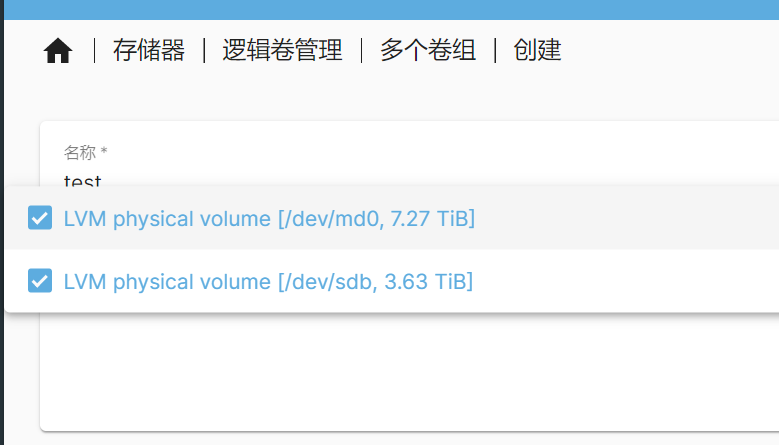 存储器 | 逻辑卷管理 | 多个卷组 | 创建
名称 *
test
LVM physical volume [/dev/md0, 7.27 TiB]
LVM physical volume [/dev/sdb, 3.63 TiB]